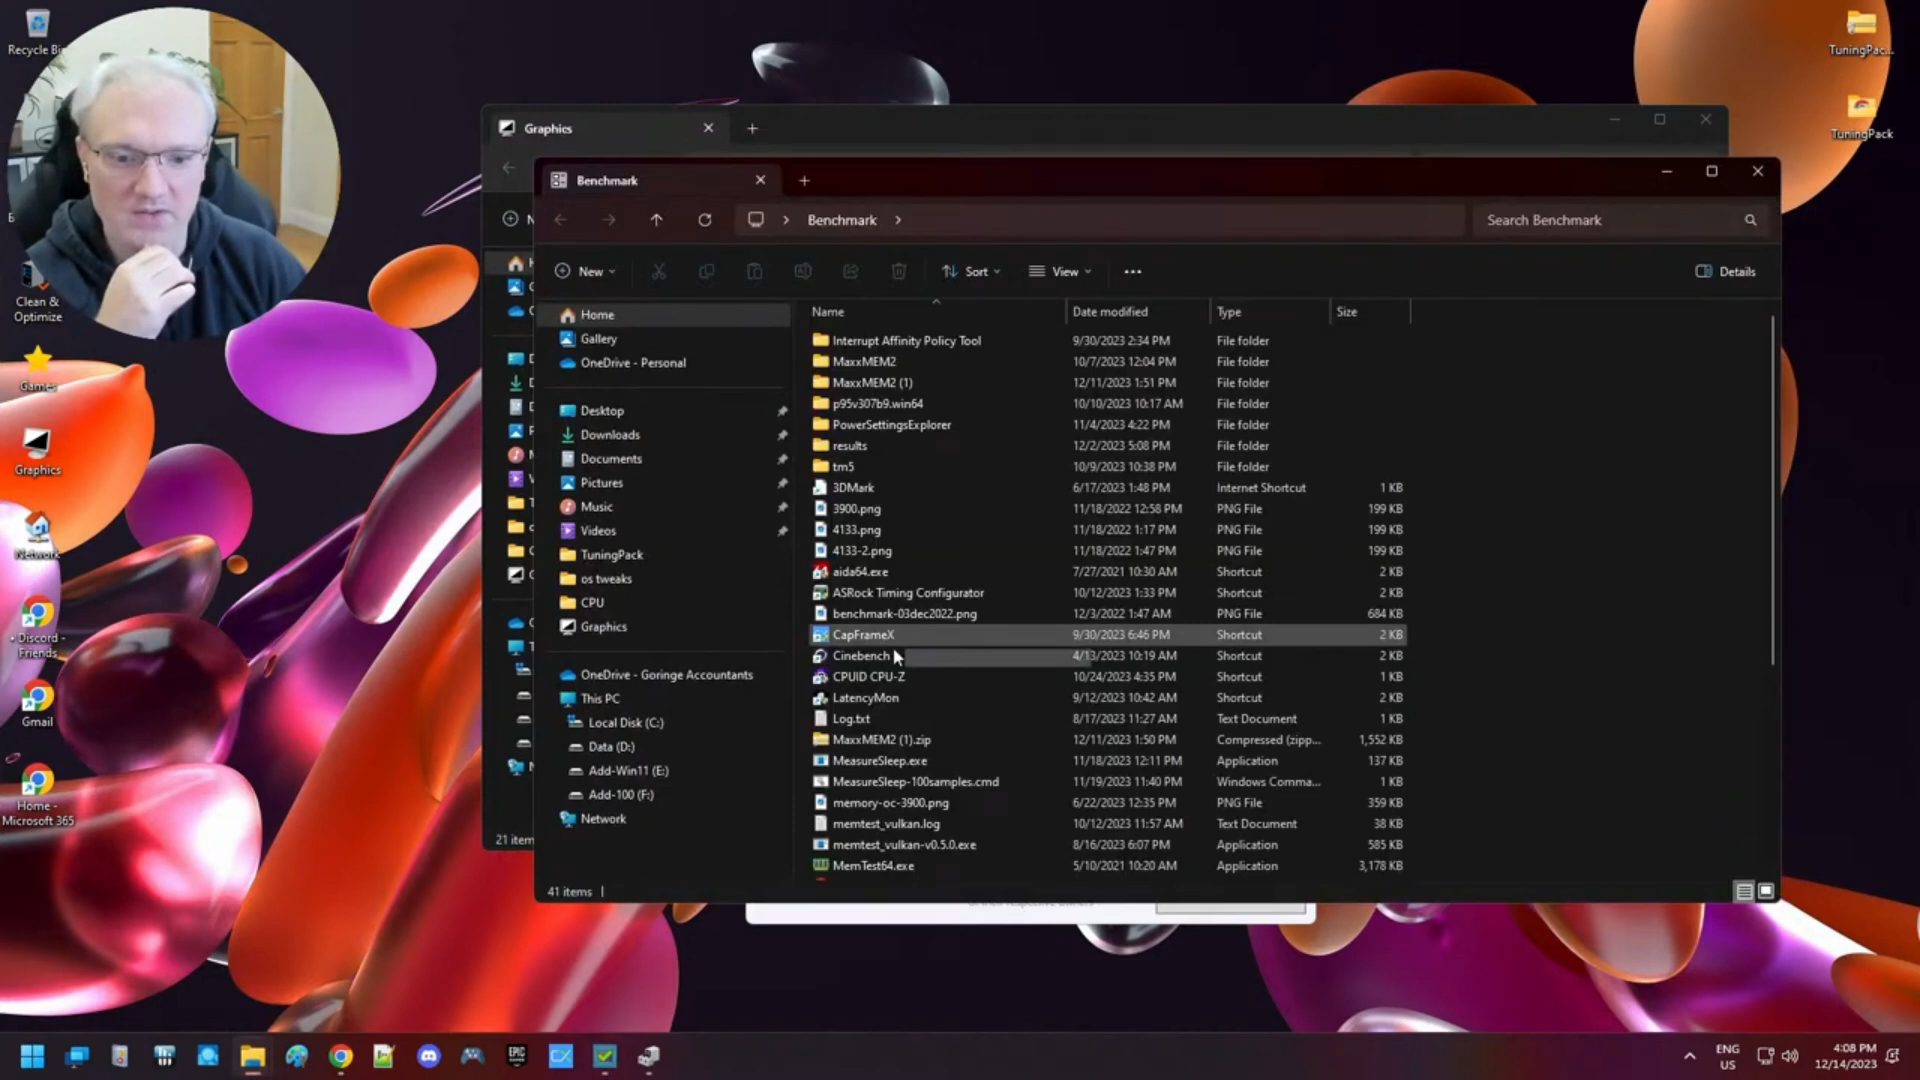 Recycle Bi
Clean &
Optimize
Games
Graphics
Network
• Discord -
Friends
Gmail
Home -
Microsoft 365
TuningPac...
TuningPack
Graphics
21 item
Benchmark
Benchmark
Search Benchmark
New
Sort
View
Details
Home
Gallery
OneDrive - Personal
Desktop
Downloads
Documents
Pictures
Music
Videos
TuningPack
os tweaks
CPU
Graphics
OneDrive - Goringe Accountants
This PC
Local Disk (C:)
Data (D:)
Add-Win11 (E:)
Add-100 (F:)
Network
Name Date modified Type Size
Interrupt Affinity Policy Tool 9/30/2023 2:34 PM File folder
MaxxMEM2 10/7/2023 12:04 PM File folder
MaxxMEM2 (1) 12/11/2023 1:51 PM File folder
p95v307b9.win64 10/10/2023 10:17 AM File folder
PowerSettingsExplorer 11/4/2023 4:22 PM File folder
results 12/2/2023 5:08 PM File folder
tm5 10/9/2023 10:38 PM File folder
3DMark 6/17/2023 1:48 PM Internet Shortcut 1 KB
3900.png 11/18/2022 12:58 PM PNG File 199 KB
4133.png 11/18/2022 1:17 PM PNG File 199 KB
4133-2.png 11/18/2022 1:47 PM PNG File 199 KB
aida64.exe 7/27/2021 10:30 AM Shortcut 2 KB
ASRock Timing Configurator 10/12/2023 1:33 PM Shortcut 2 KB
benchmark-03dec2022.png 12/3/2022 1:47 AM PNG File 684 KB
CapFrameX 9/30/2023 6:46 PM Shortcut 2 KB
Cinebench 4/13/2023 10:19 AM Shortcut 2 KB
CPUID CPU-Z 10/24/2023 4:35 PM Shortcut 1 KB
LatencyMon 9/12/2023 10:42 AM Shortcut 2 KB
Log.txt 8/17/2023 11:27 AM Text Document 1 KB
MaxxMEM2 (1).zip 12/11/2023 1:50 PM Compressed (zipp... 1,552 KB
MeasureSleep.exe 11/18/2023 12:11 PM Application 137 KB
MeasureSleep-100samples.cmd 11/19/2023 11:40 PM Windows Comma... 1 KB
memory-oc-3900.png 6/22/2023 12:35 PM PNG File 359 KB
memtest_vulkan.log 10/12/2023 11:57 AM Text Document 38 KB
memtest_vulkan-v0.5.0.exe 8/16/2023 6:07 PM Application 585 KB
MemTest64.exe 5/10/2021 10:20 AM Application 3,178 KB
41 items
EPIC
ENG
US
4:08 PM
12/14/2023